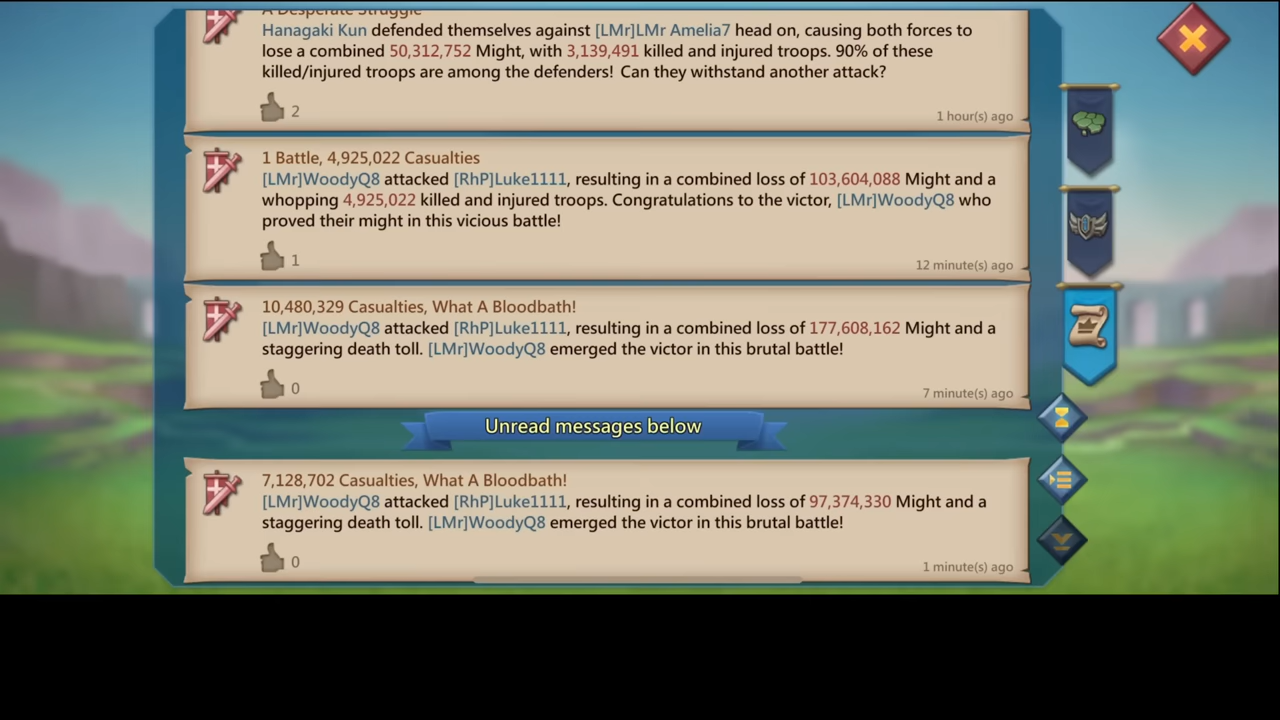 A Desperate Struggle
Hanagaki Kun defended themselves against [LMr]LMr Amelia7 head on, causing both forces to
lose a combined 50,312,752 Might, with 3,139,491 killed and injured troops. 90% of these
killed/injured troops are among the defenders! Can they withstand another attack?
2
1 hour(s) ago
1 Battle, 4,925,022 Casualties
[LMr]WoodyQ8 attacked [RhP]Luke1111, resulting in a combined loss of 103,604,088 Might and a
whopping 4,925,022 killed and injured troops. Congratulations to the victor, [LMr]WoodyQ8 who
proved their might in this vicious battle!
1
12 minute(s) ago
10,480,329 Casualties, What A Bloodbath!
[LMr]WoodyQ8 attacked [RhP]Luke1111, resulting in a combined loss of 177,608,162 Might and a
staggering death toll. [LMr]WoodyQ8 emerged the victor in this brutal battle!
0
7 minute(s) ago
Unread messages below
7,128,702 Casualties, What A Bloodbath!
[LMr]WoodyQ8 attacked [RhP]Luke1111, resulting in a combined loss of 97,374,330 Might and a
staggering death toll. [LMr]WoodyQ8 emerged the victor in this brutal battle!
0
1 minute(s) ago